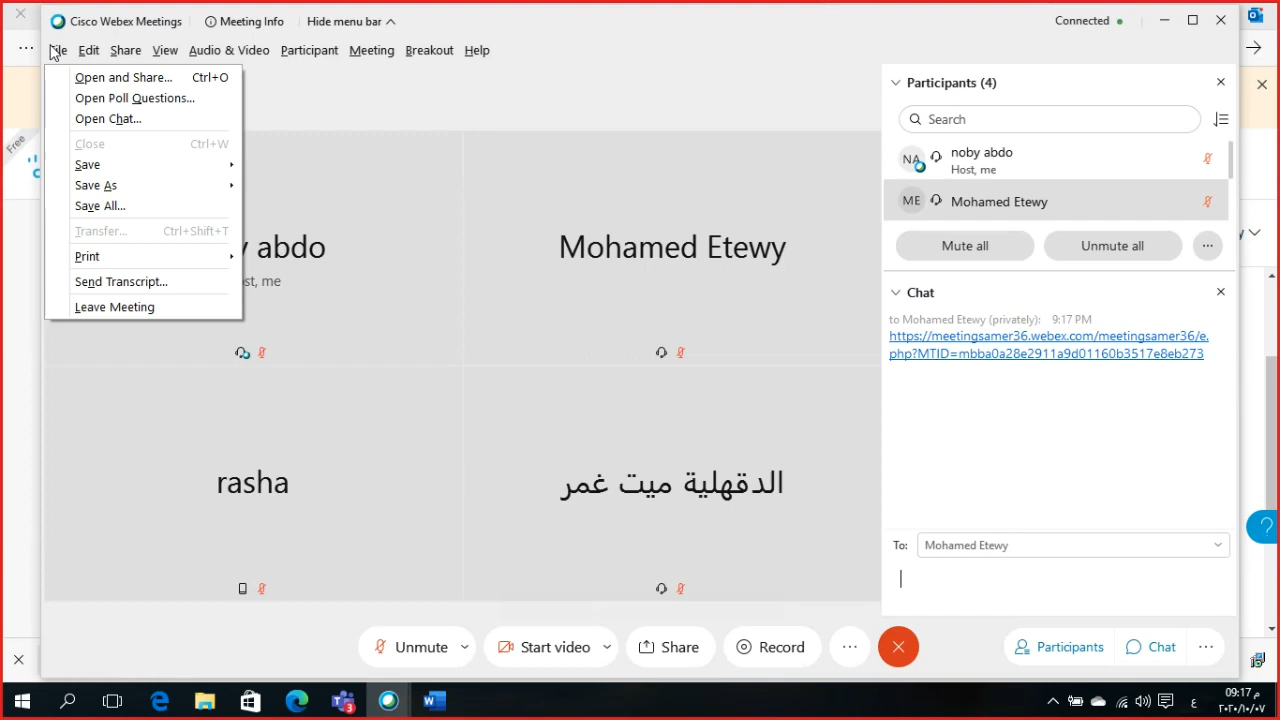 Cisco Webex Meetings
Meeting Info
Hide menu bar
Connected
File Edit Share View Audio & Video Participant Meeting Breakout Help
Open and Share... Ctrl+O
Open Poll Questions...
Open Chat...
Close Ctrl+W
Save
Save As
Save All...
Transfer... Ctrl+Shift+T
Print
Send Transcript...
Leave Meeting
Free
abdo
Mohamed Etewy
rasha
الدقهلية ميت غمر
Participants (4)
Search
NA
noby abdo
Host, me
ME
Mohamed Etewy
Mute all
Unmute all
Chat
to Mohamed Etewy (privately): 9:17 PM
https://meetingsamer36.webex.com/meetingsamer36/e.
php?MTID=mbba0a28e2911a9d01160b3517e8eb273
To: Mohamed Etewy
Unmute
Start video
Share
Record
Participants
Chat
3
ع
09:17 م
٢٠٢٠/١٠/٠٧